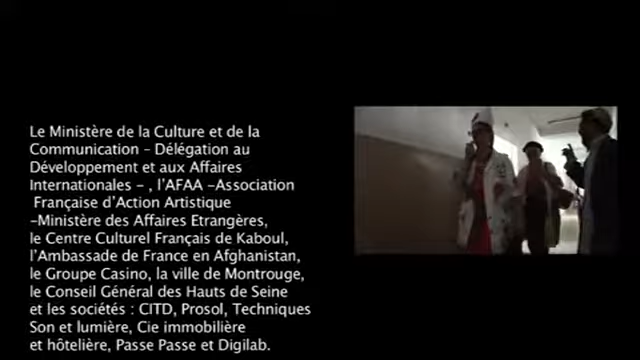 Le Ministère de la Culture et de la
Communication – Délégation au
Développement et aux Affaires
Internationales – , l'AFAA –Association
Française d'Action Artistique
–Ministère des Affaires Etrangères,
le Centre Culturel Français de Kaboul,
l'Ambassade de France en Afghanistan,
le Groupe Casino, la ville de Montrouge,
le Conseil Général des Hauts de Seine
et les sociétés : CITD, Prosol, Techniques
Son et lumière, Cie immobilière
et hôtelière, Passe Passe et Digilab.